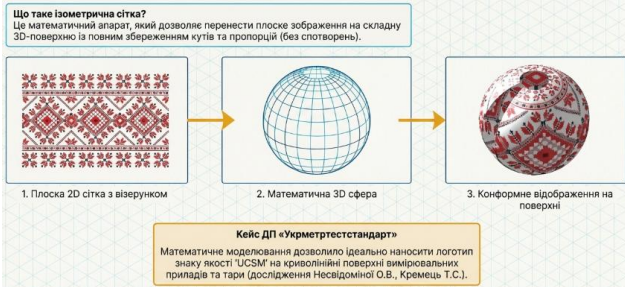 Що таке ізометрична сітка?
Це математичний апарат, який дозволяє перенести плоске зображення на складну
3D-поверхню із повним збереженням кутів та пропорцій (без спотворень).
1. Плоска 2D сітка з візерунком
2. Математична 3D сфера
3. Конформне відображення на
поверхні
Кейс ДП «Укрметртестстандарт»
Математичне моделювання дозволило ідеально наносити логотип
знаку якості 'UCSM' на криволінійні поверхні вимірювальних
приладів та тари (дослідження Несвідоміної О.В., Кремець Т.С.).